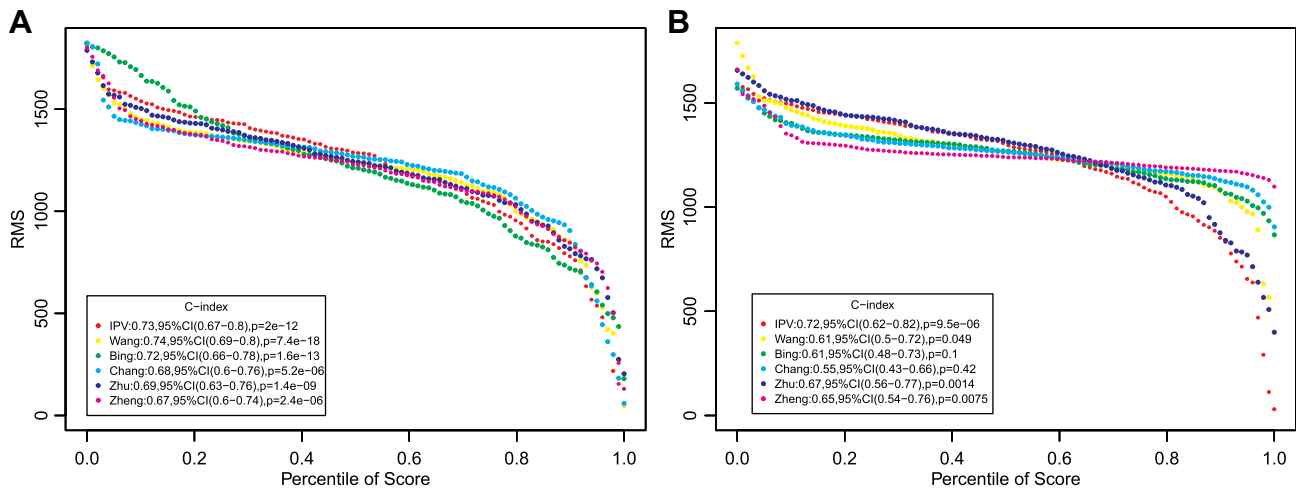 A
RMS
1500
1000
500
0
C−index
IPV:0.73,95%CI(0.67−0.8),p=2e−12
Wang:0.74,95%CI(0.69−0.8),p=7.4e−18
Bing:0.72,95%CI(0.66−0.78),p=1.6e−13
Chang:0.68,95%CI(0.6−0.76),p=5.2e−06
Zhu:0.69,95%CI(0.63−0.76),p=1.4e−09
Zheng:0.67,95%CI(0.6−0.74),p=2.4e−06
0.0 0.2 0.4 0.6 0.8 1.0
Percentile of Score
B
RMS
1500
1000
500
0
C−index
IPV:0.72,95%CI(0.62−0.82),p=9.5e−06
Wang:0.61,95%CI(0.5−0.72),p=0.049
Bing:0.61,95%CI(0.48−0.73),p=0.1
Chang:0.55,95%CI(0.43−0.66),p=0.42
Zhu:0.67,95%CI(0.56−0.77),p=0.0014
Zheng:0.65,95%CI(0.54−0.76),p=0.0075
0.0 0.2 0.4 0.6 0.8 1.0
Percentile of Score